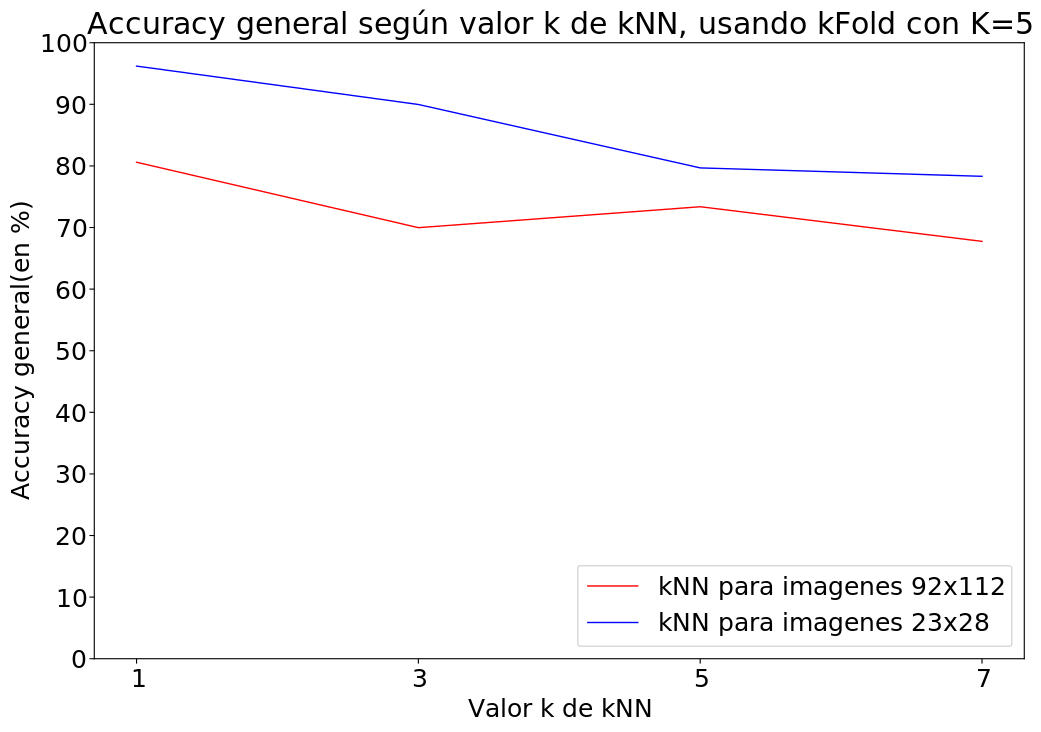 Accuracy general según valor k de kNN, usando kFold con K=5
100
90
80
70
60
50
40
30
20
10
0
Accuracy general(en %)
1 3 5 7
Valor k de kNN
kNN para imagenes 92x112
kNN para imagenes 23x28